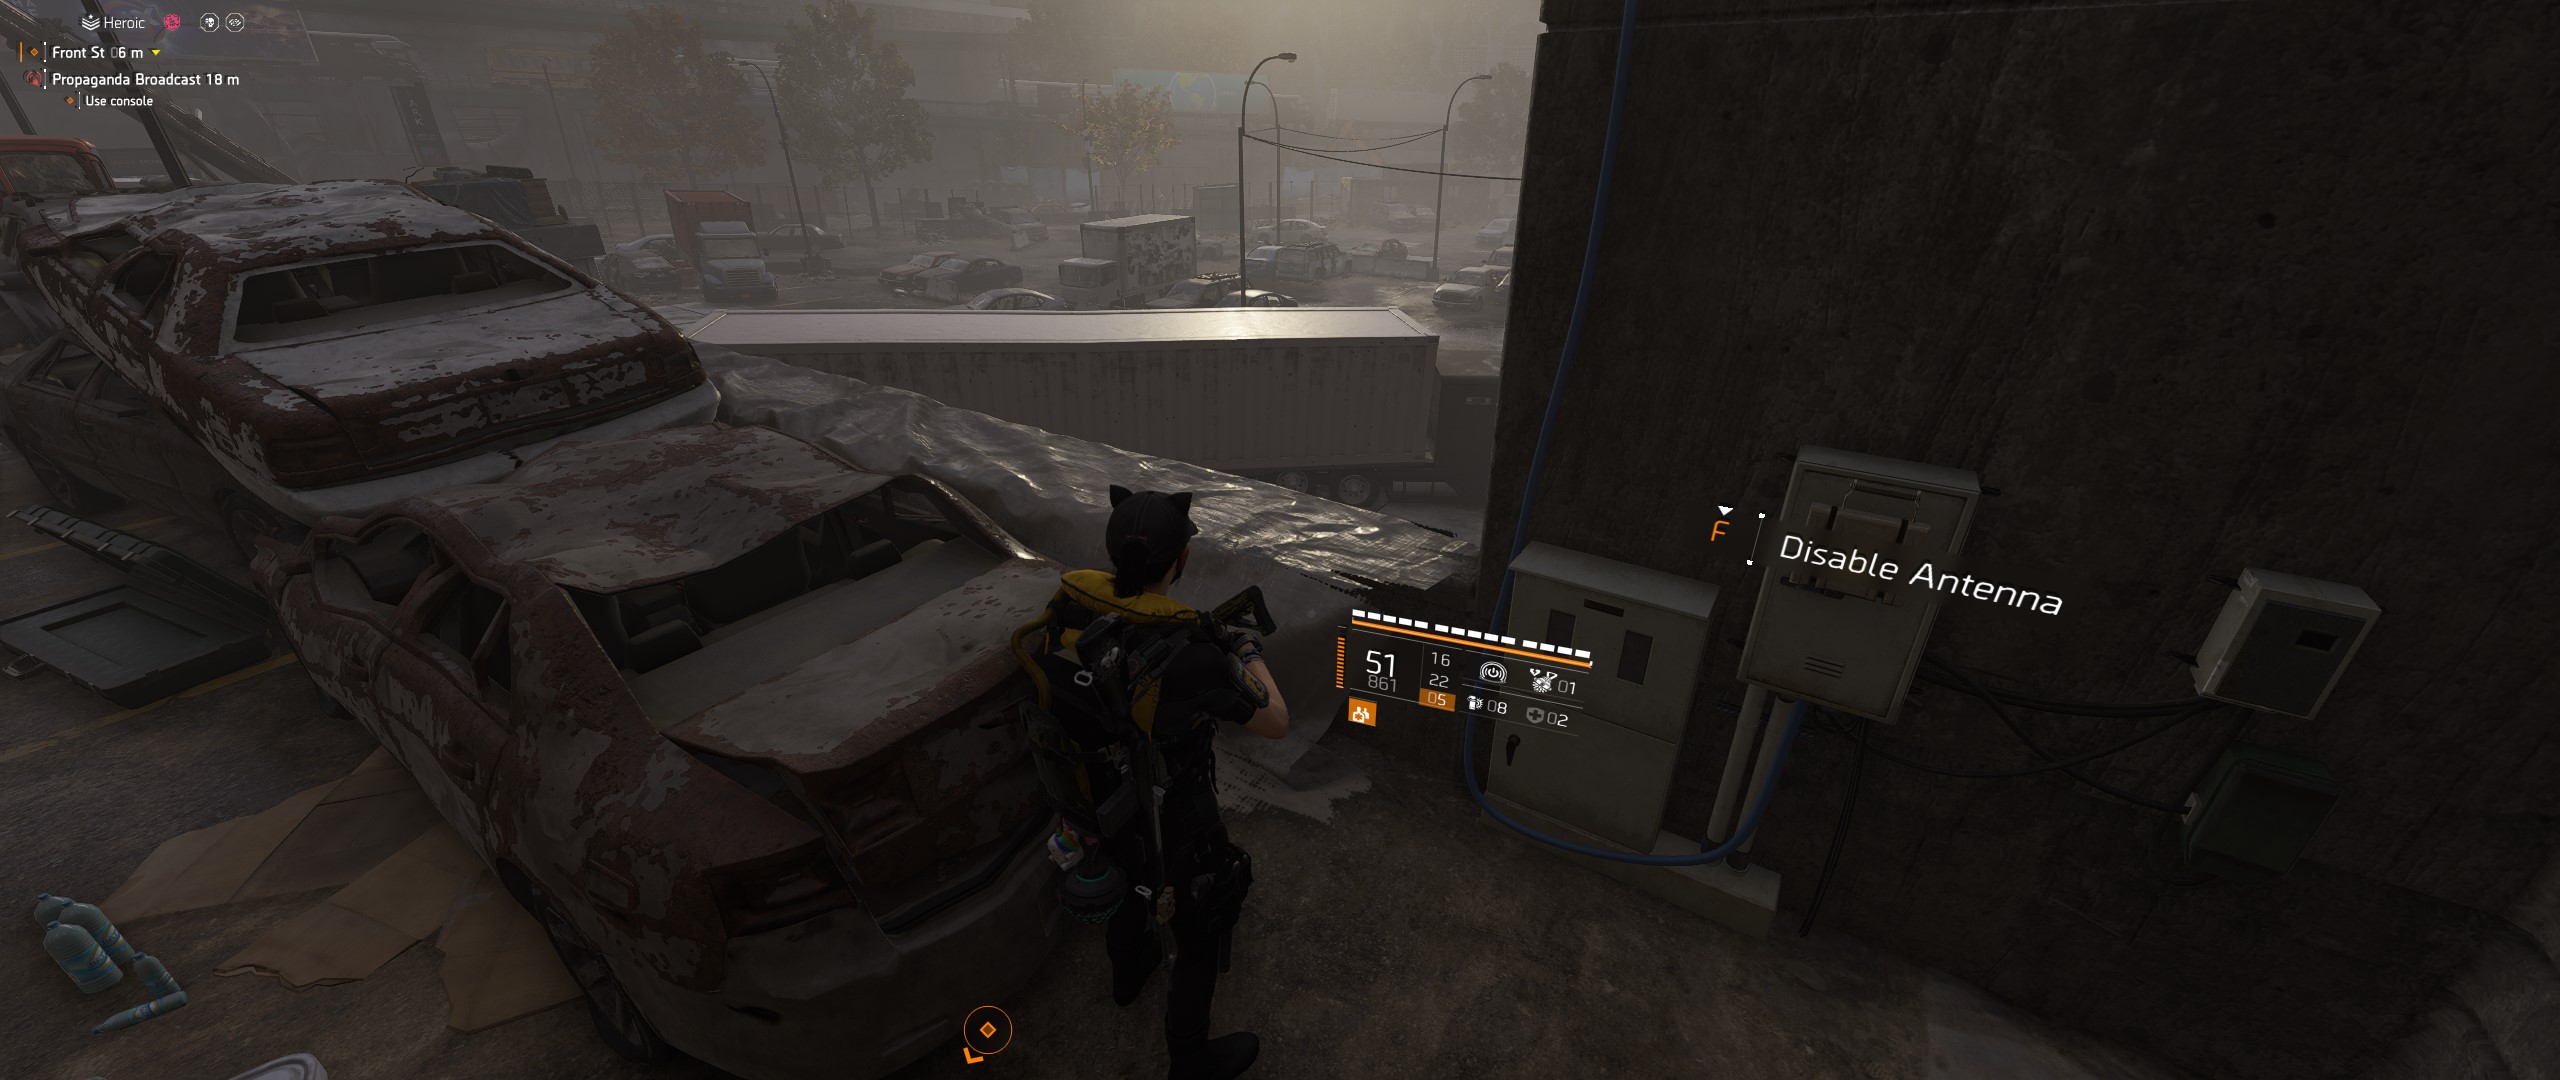 Heroic
Front St 06 m
Propaganda Broadcast 18 m
Use console
F
Disable Antenna
51
861
16
22
05
01
08
02